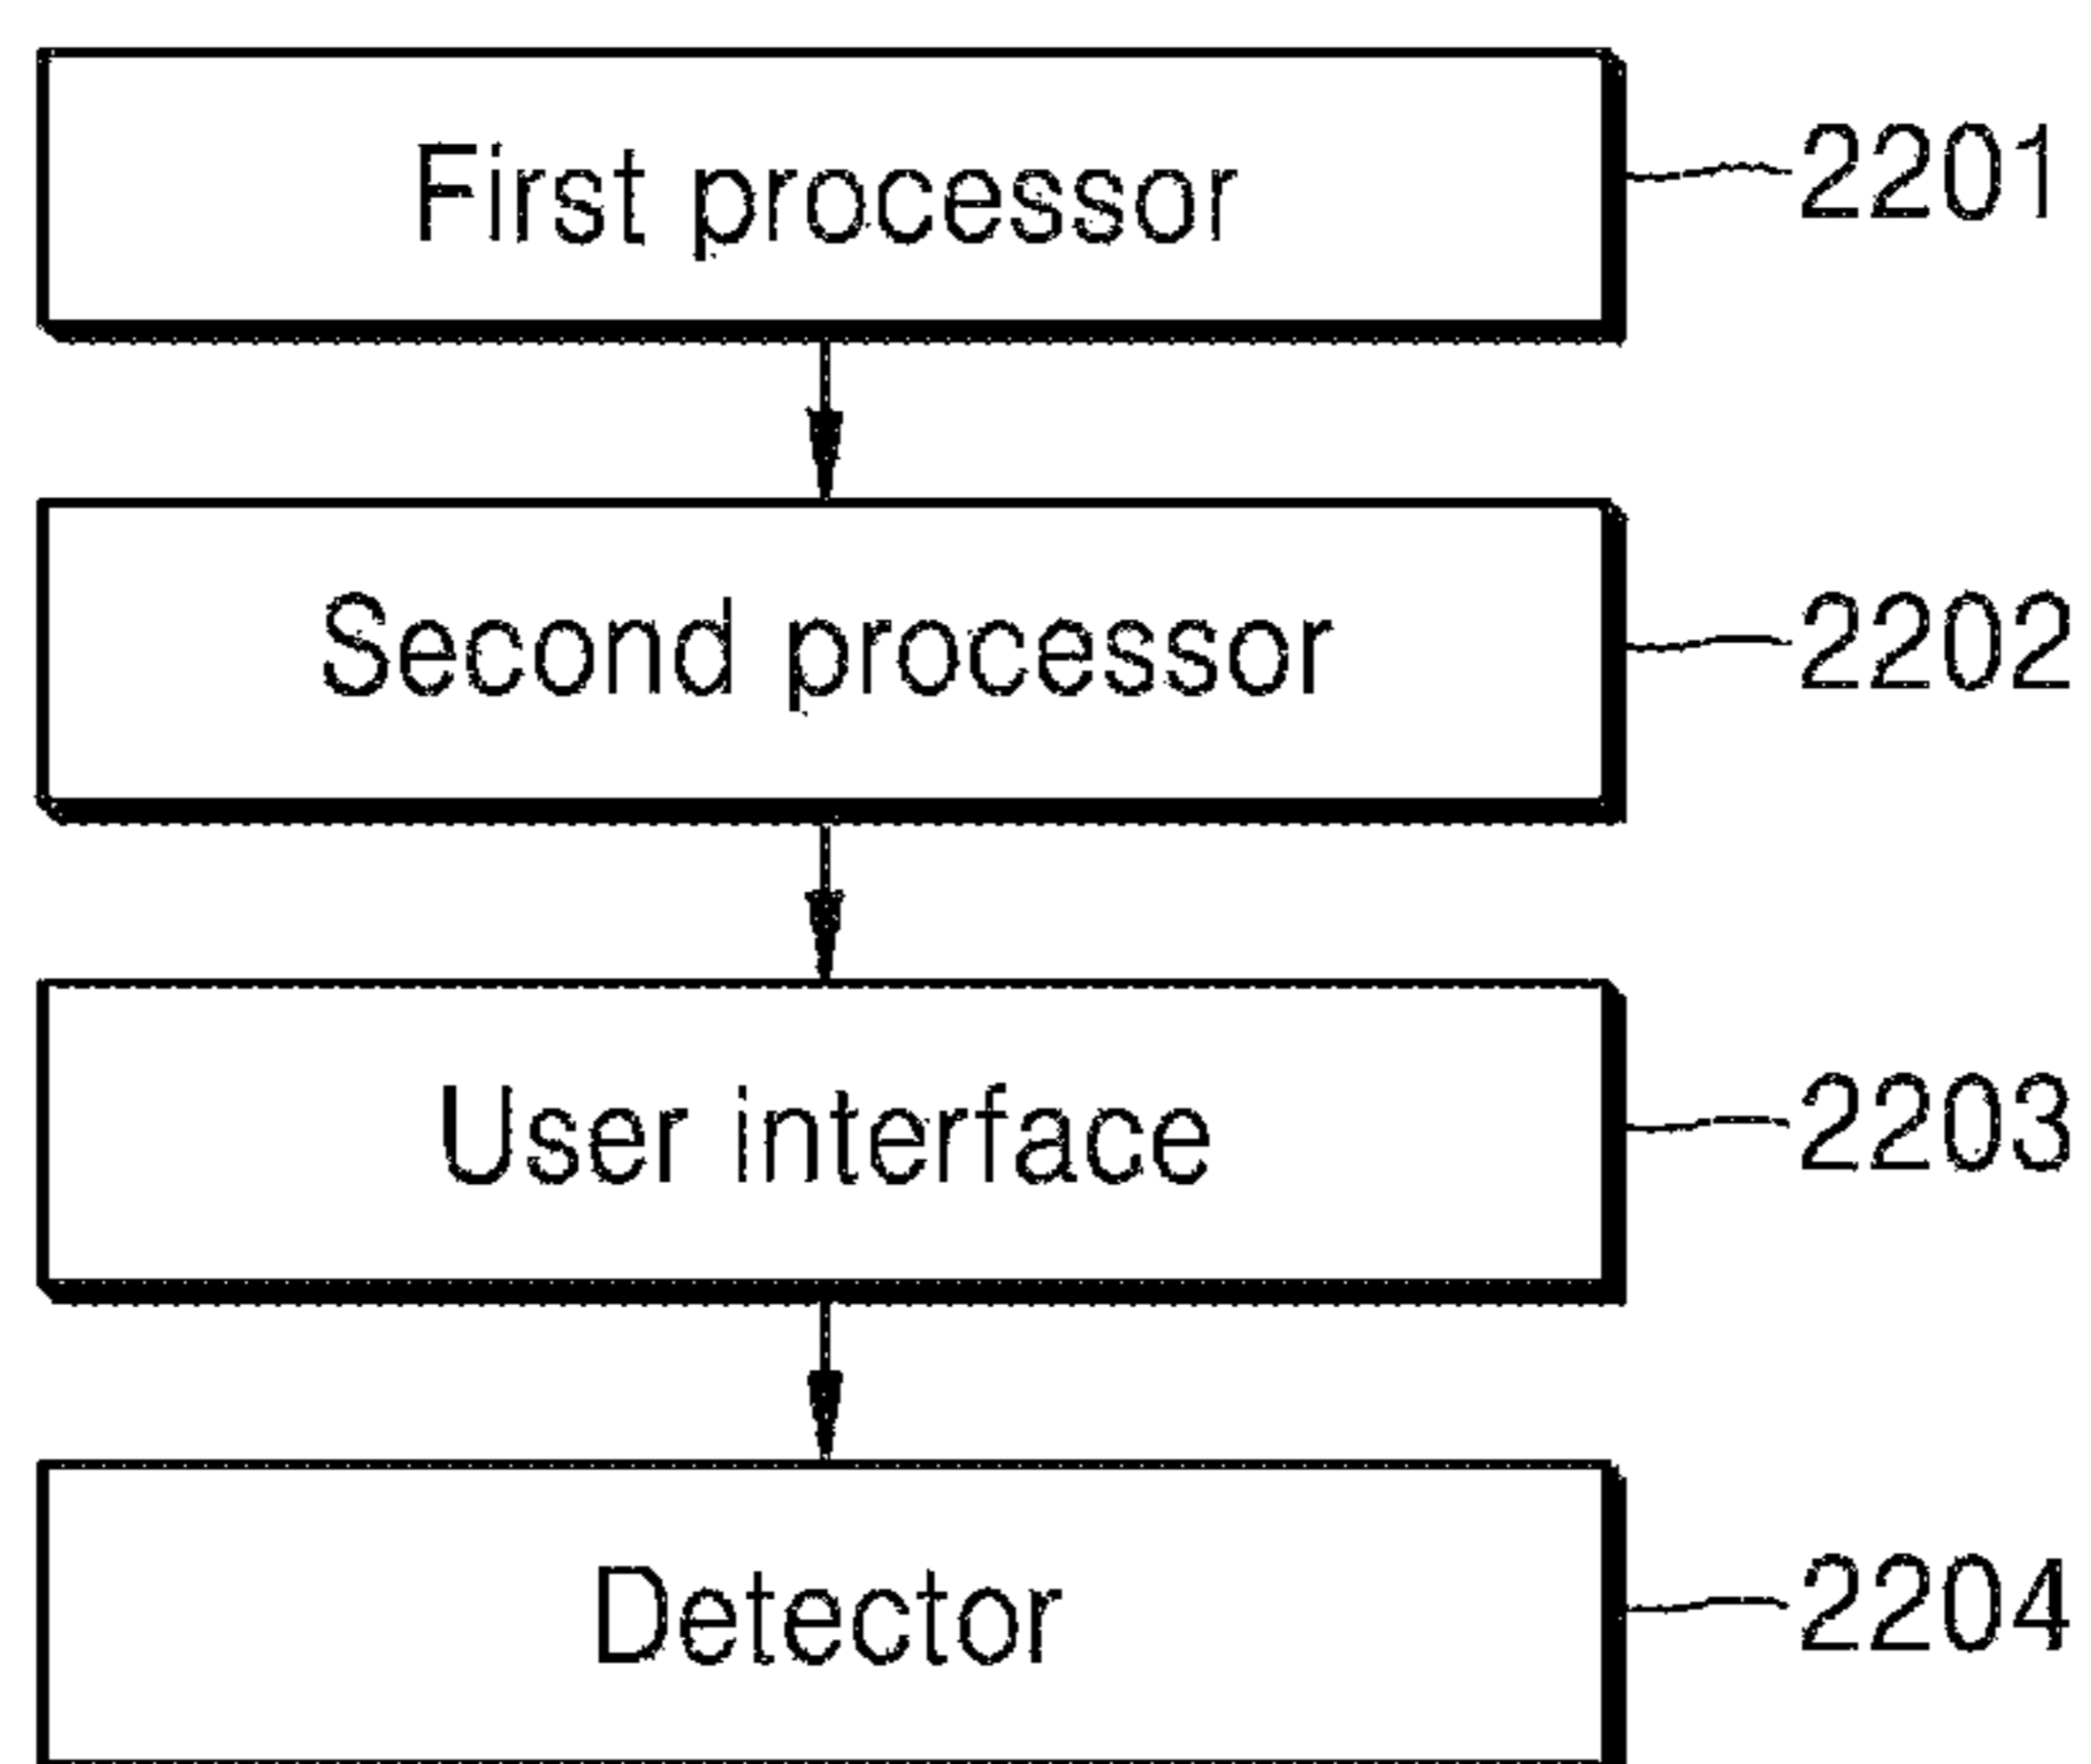 First processor 2201
Second processor 2202
User interface 2203
Detector 2204